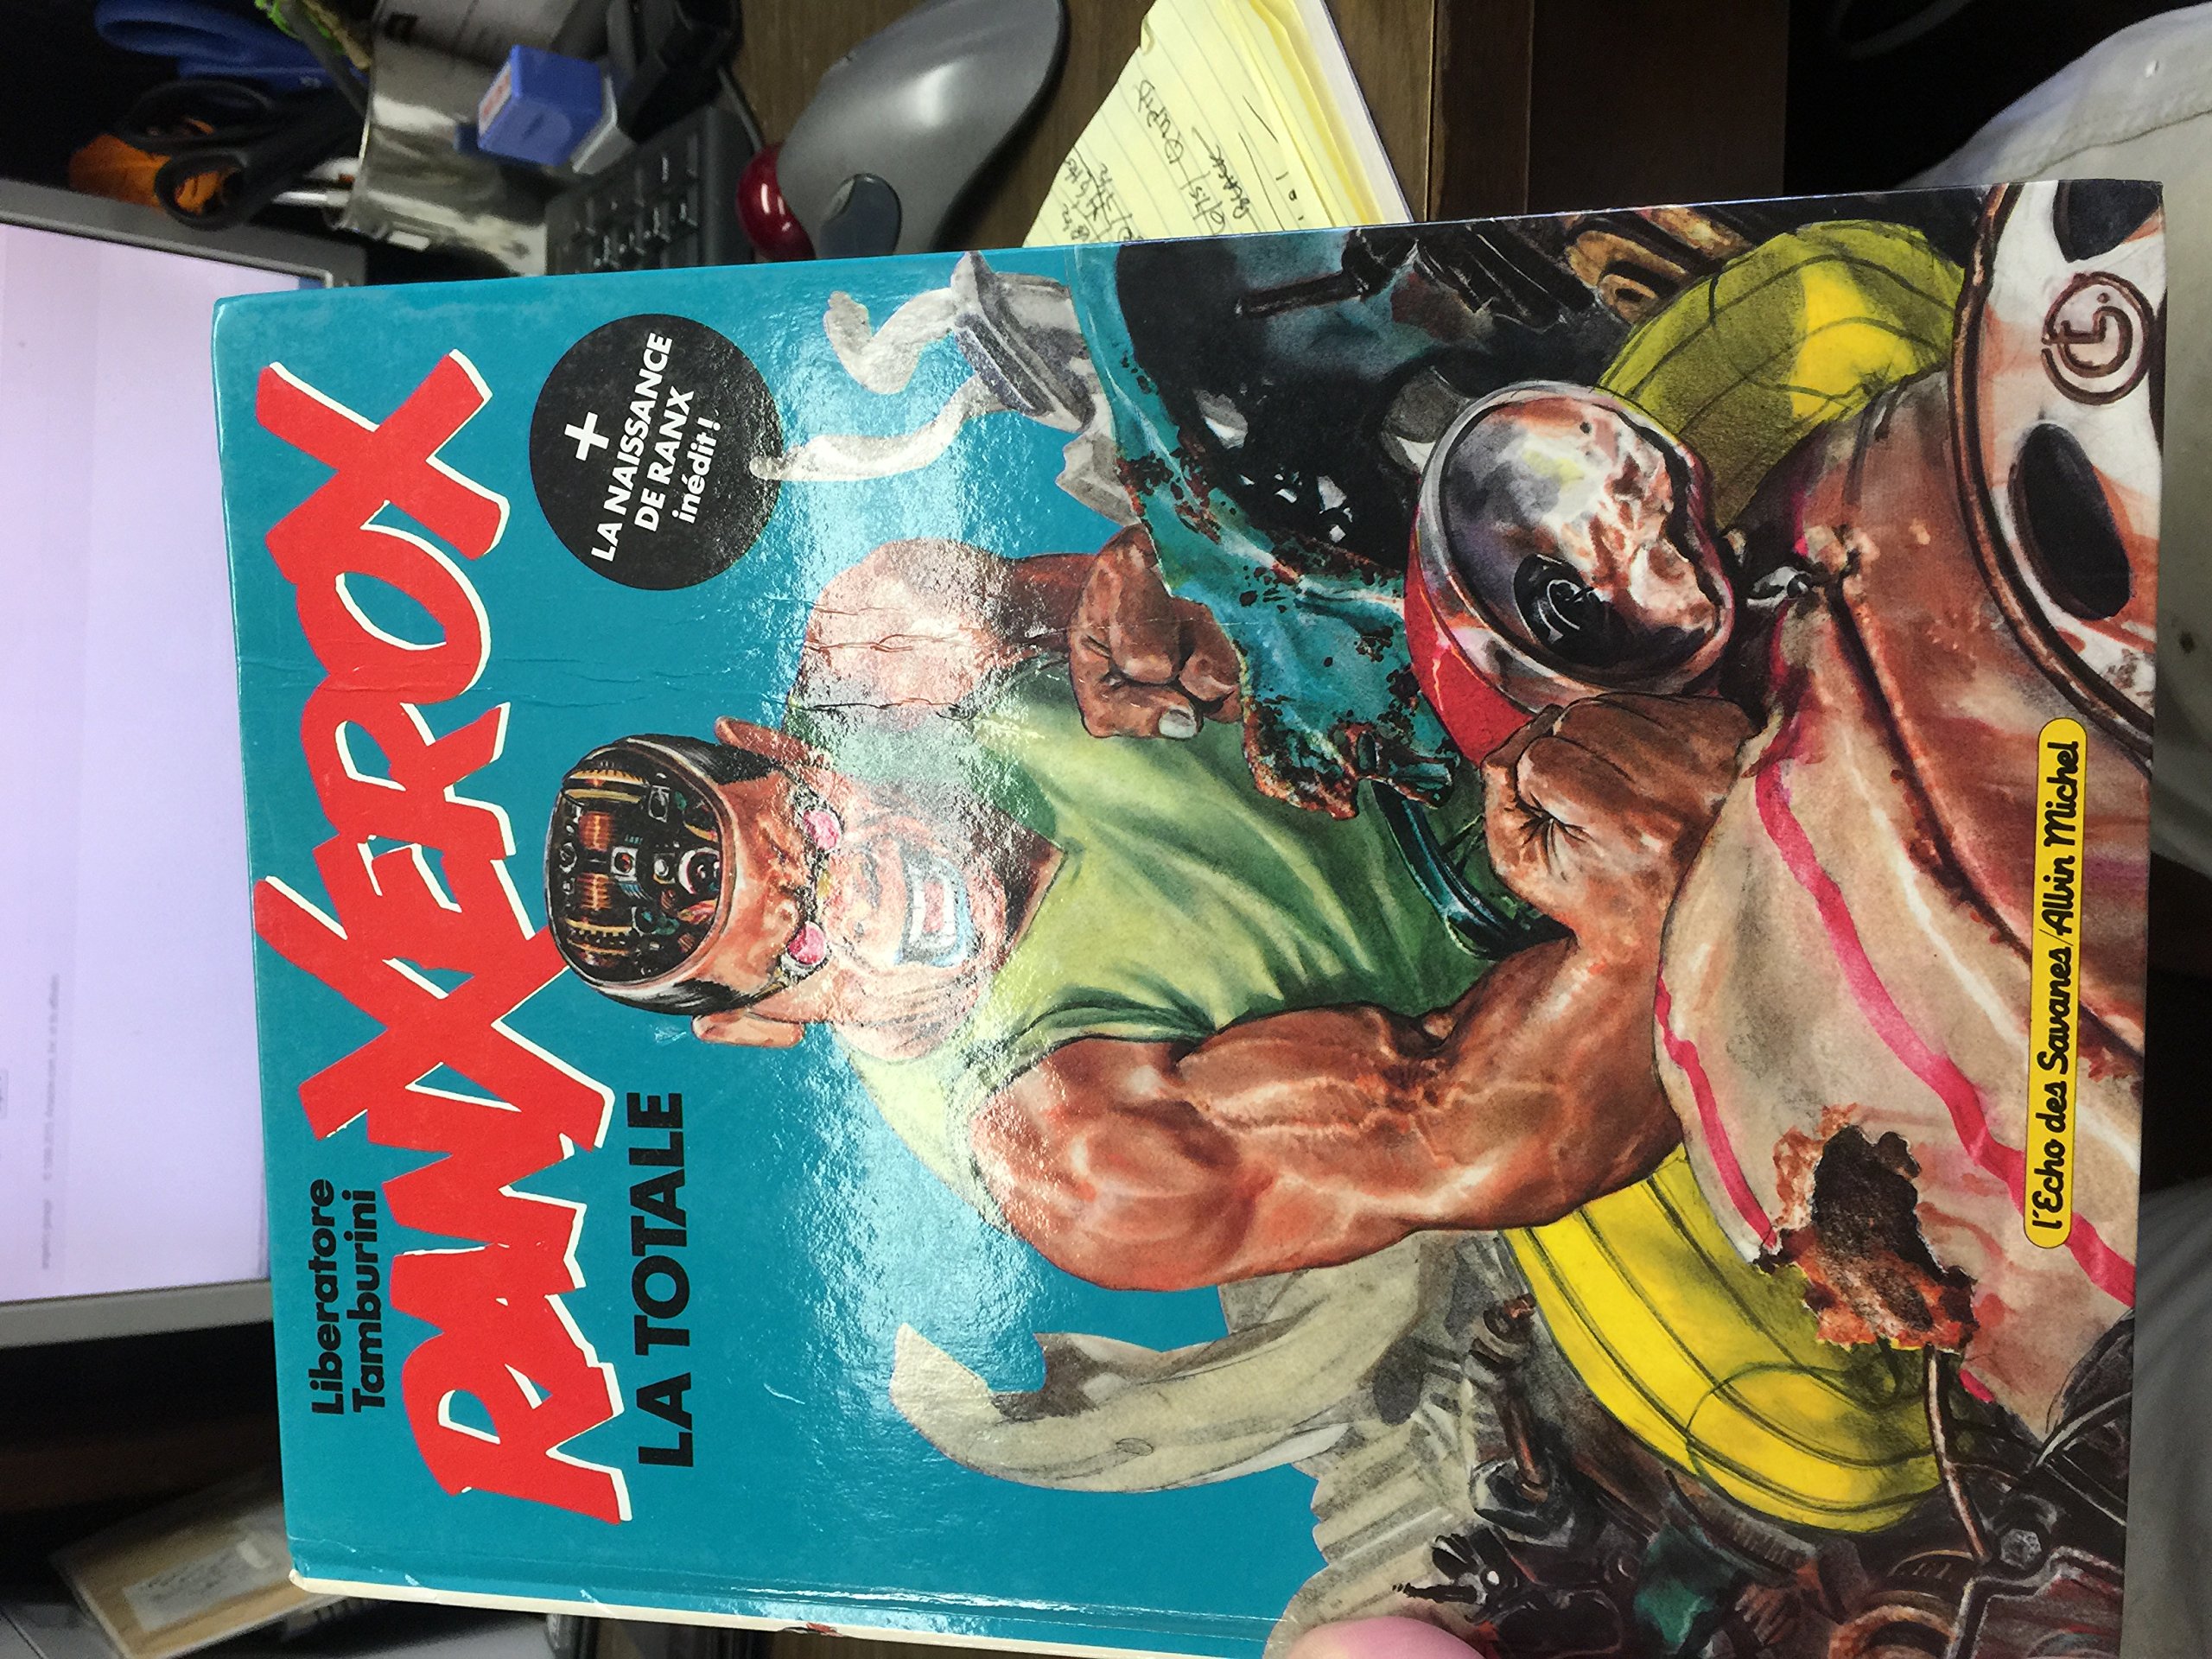 Liberatore
Tamburini
RANXEROX
LA TOTALE
+
LA NAISSANCE
DE RANX
inédit!
l'Echo des Savanes/Albin Michel